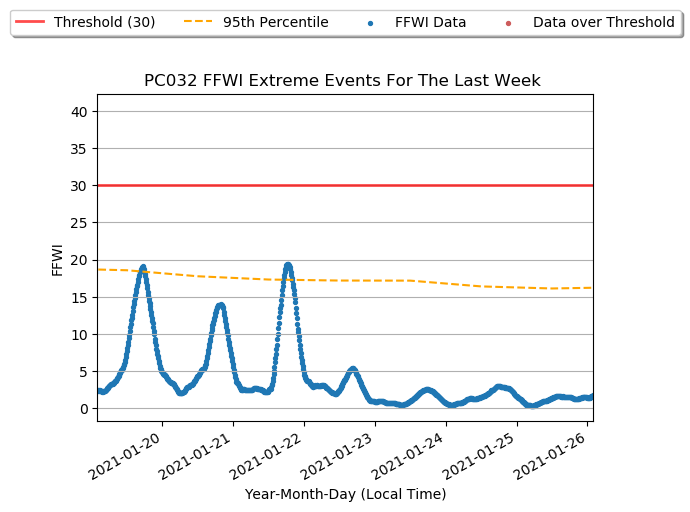 Threshold (30) 95th Percentile FFWI Data Data over Threshold
PC032 FFWI Extreme Events For The Last Week
40
35
30
25
20
15
10
5
0
FFWI
2021-01-20 2021-01-21 2021-01-22 2021-01-23 2021-01-24 2021-01-25 2021-01-26
Year-Month-Day (Local Time)